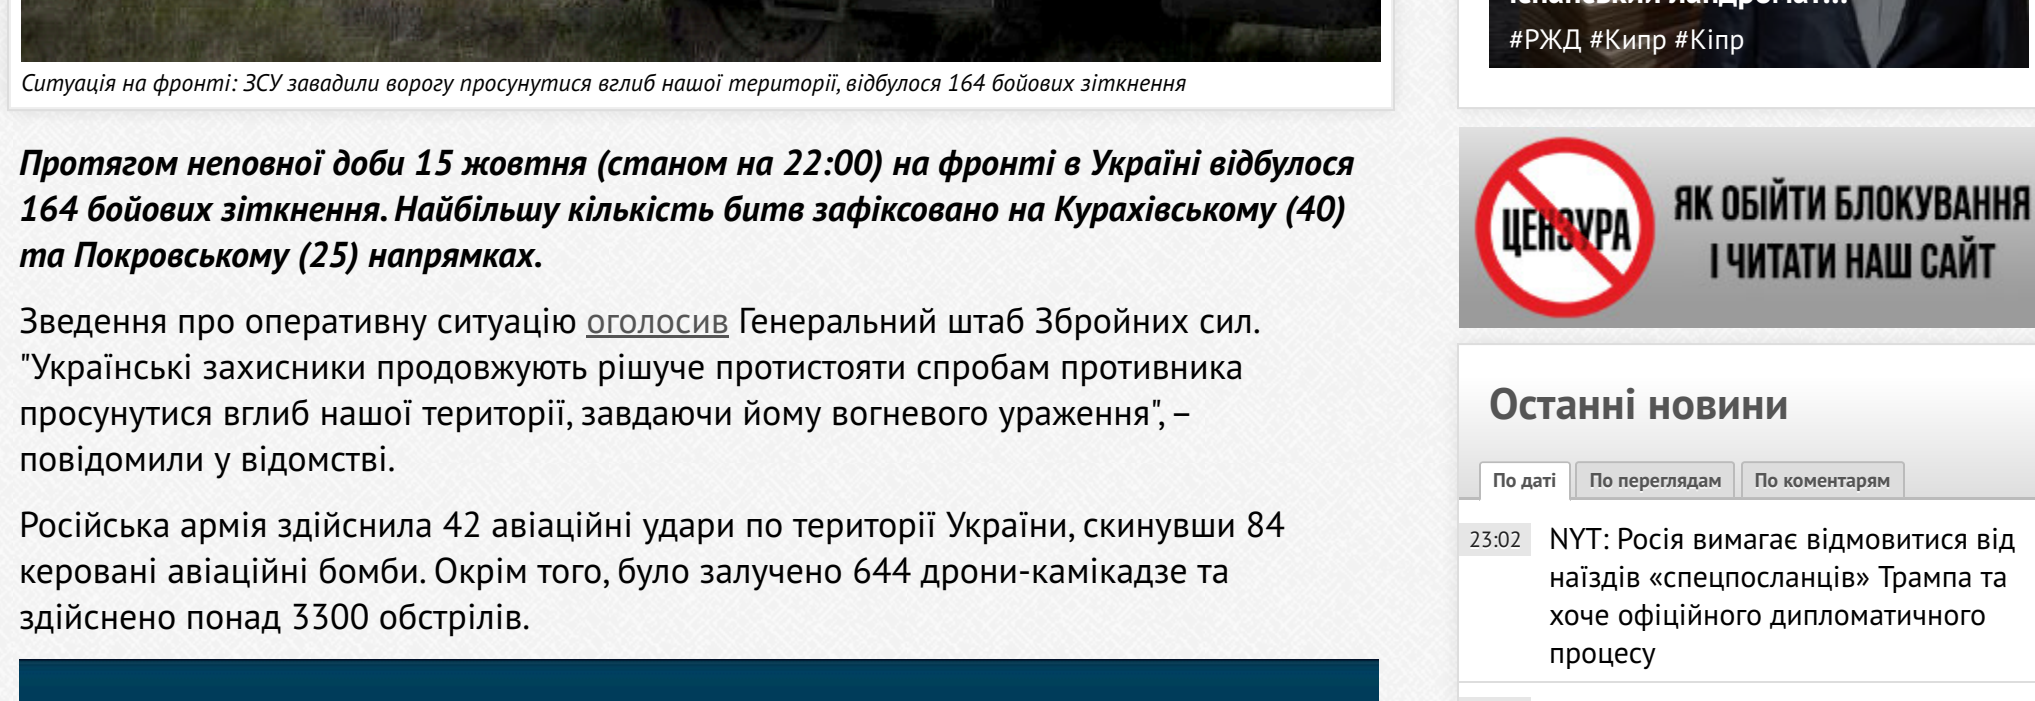 #РЖД #Кипр #Кіпр
Ситуація на фронті: ЗСУ завадили ворогу просунутися вглиб нашої території, відбулося 164 бойових зіткнення
Протягом неповної доби 15 жовтня (станом на 22:00) на фронті в Україні відбулося
164 бойових зіткнення. Найбільшу кількість битв зафіксовано на Курахівському (40)
та Покровському (25) напрямках.
Зведення про оперативну ситуацію оголосив Генеральний штаб Збройних сил.
"Українські захисники продовжують рішуче протистояти спробам противника
просунутися вглиб нашої території, завдаючи йому вогневого ураження", –
повідомили у відомстві.
Російська армія здійснила 42 авіаційні удари по території України, скинувши 84
керовані авіаційні бомби. Окрім того, було залучено 644 дрони-камікадзе та
здійснено понад 3300 обстрілів.
ЦЕНЗУРА
ЯК ОБІЙТИ БЛОКУВАННЯ
І ЧИТАТИ НАШ САЙТ
Останні новини
По даті По переглядам По коментарям
23:02 NYT: Росія вимагає відмовитися від
наїздів «спецпосланців» Трампа та
хоче офіційного дипломатичного
процесу